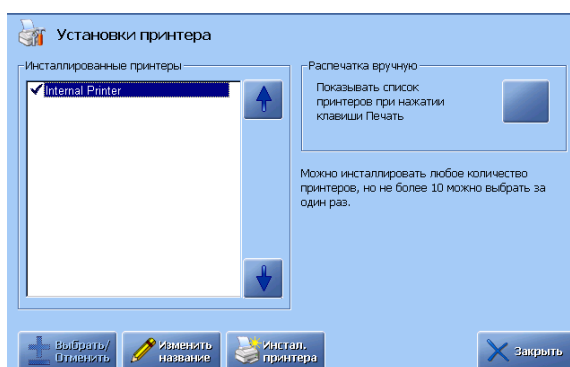 Установки принтера
Инсталлированные принтеры
Internal Printer
Распечатка вручную
Показывать список
принтеров при нажатии
клавиши Печать
Можно инсталлировать любое количество
принтеров, но не более 10 можно выбрать за
один раз.
Выбрать/
Отменить
Изменить
название
Инстал.
принтера
Закрыть